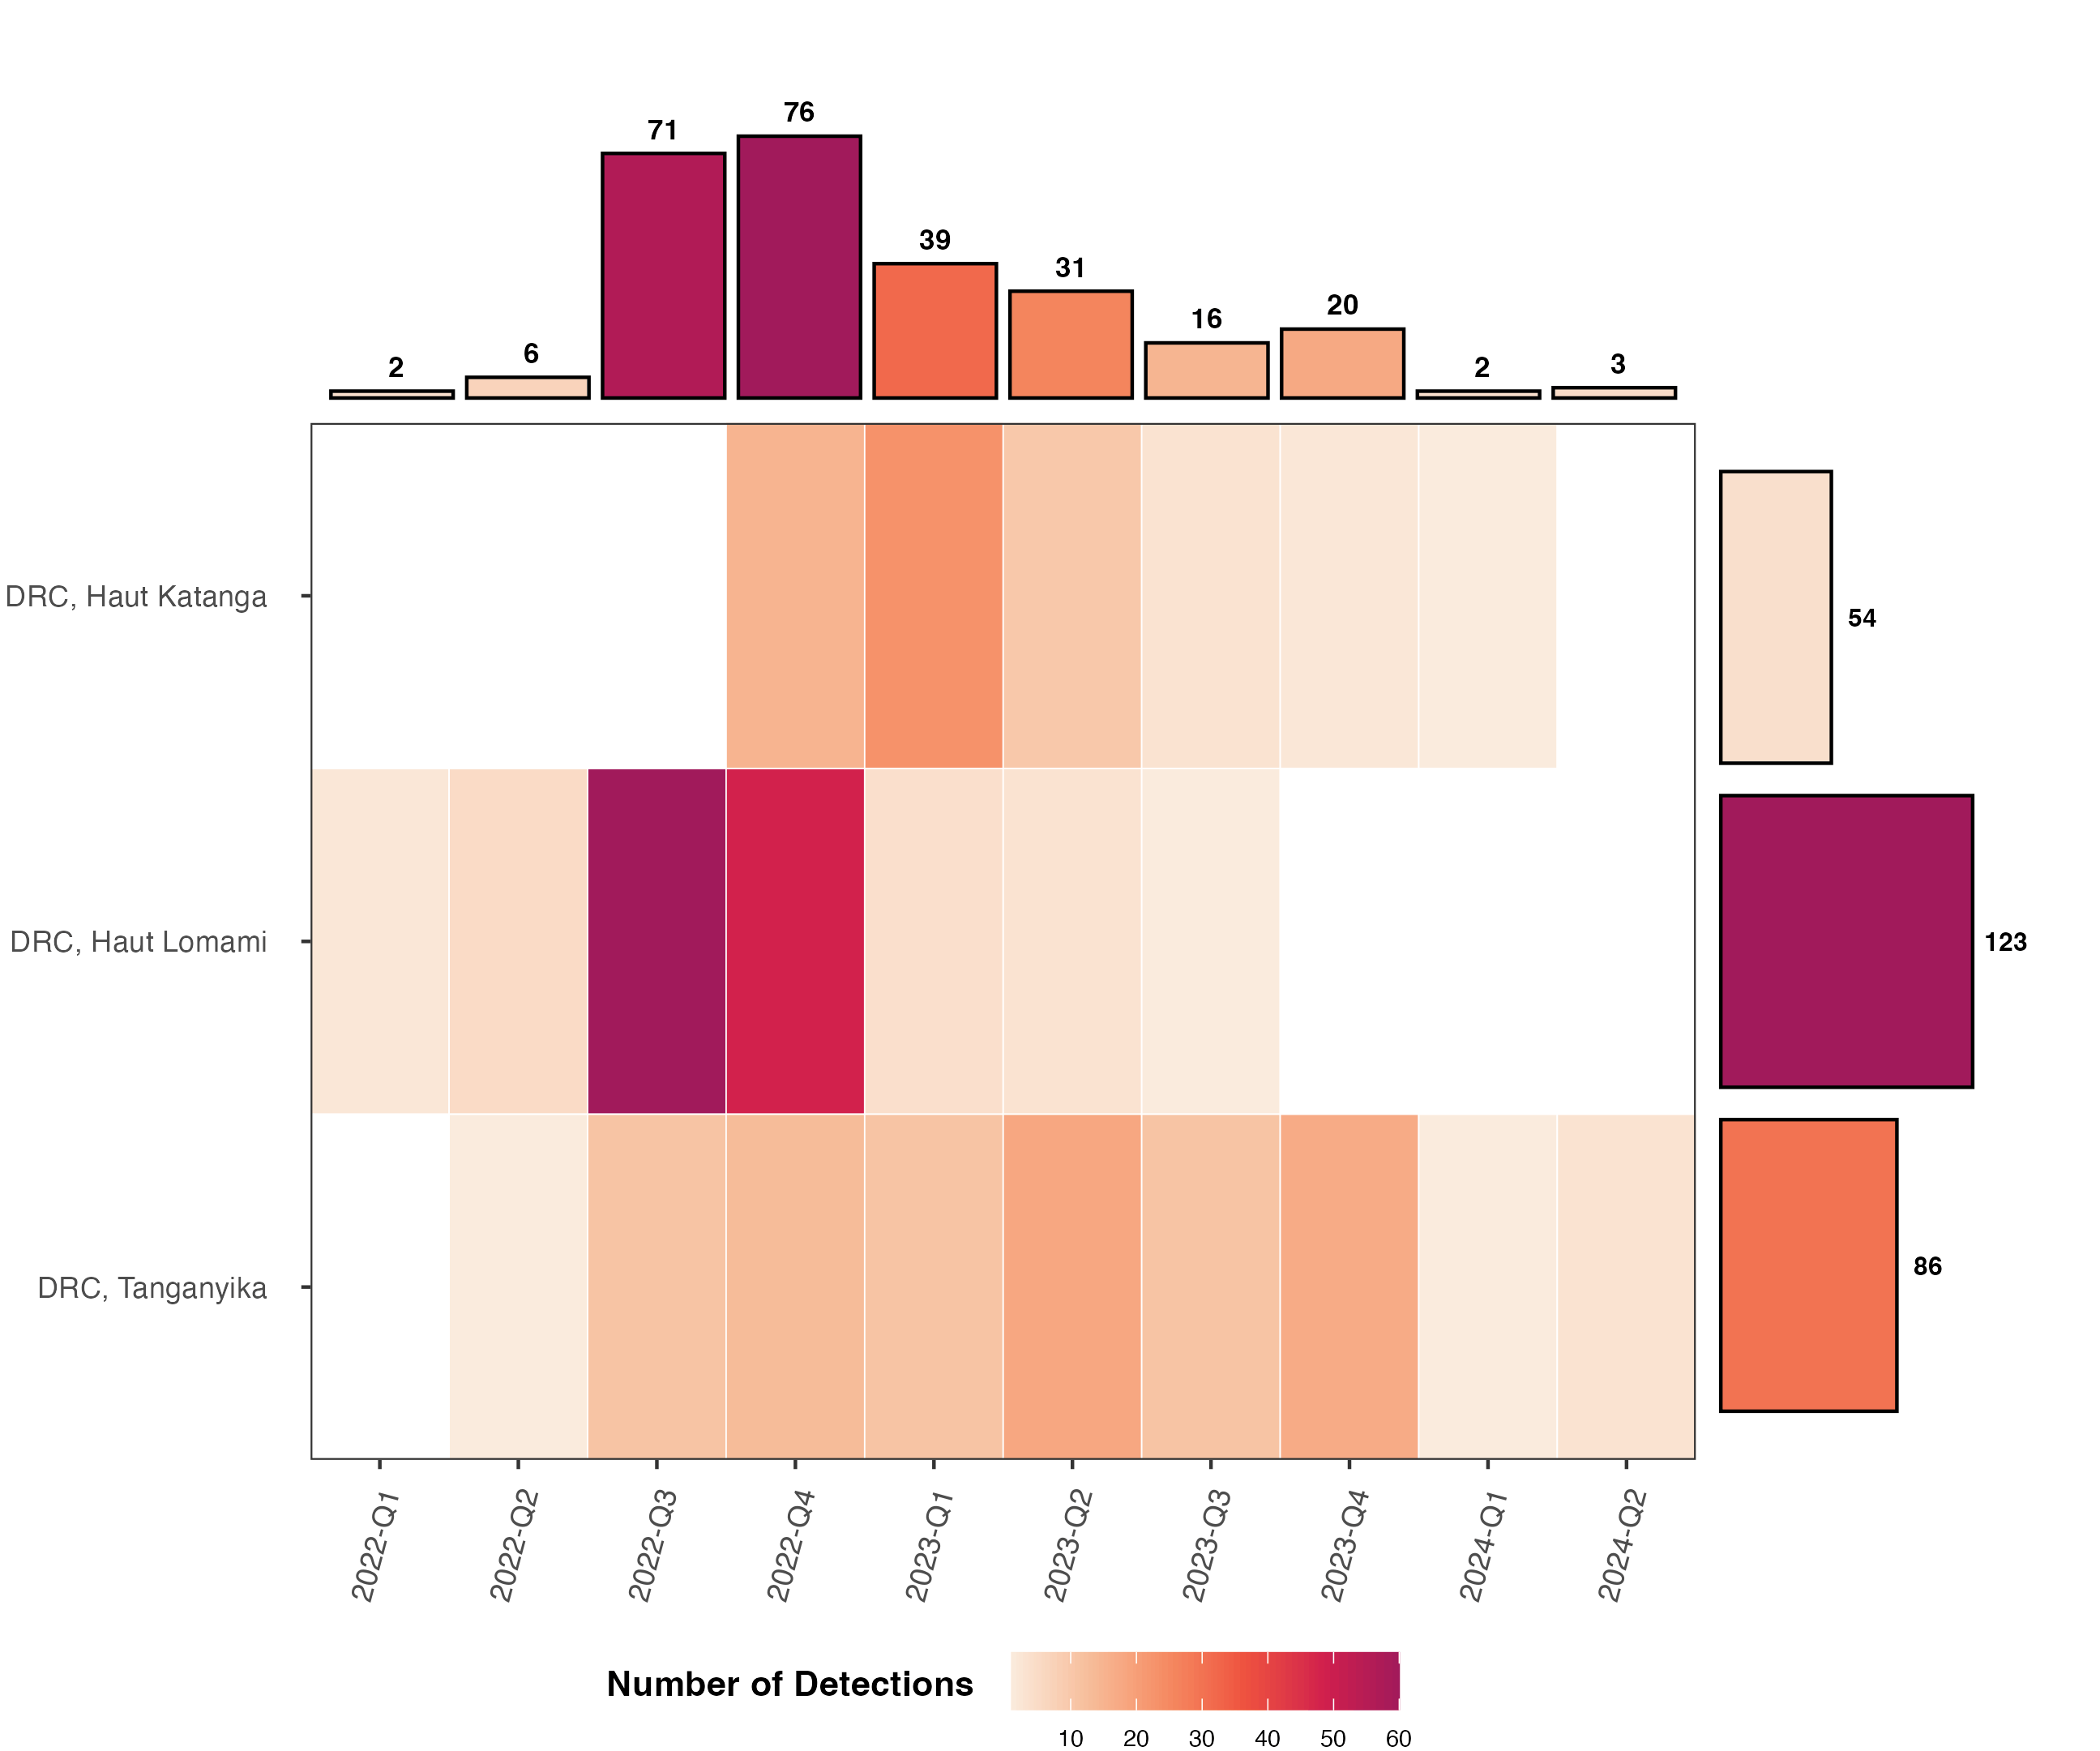 76
71
39
31
20
16
6
2
2
3
DRC, Haut Katanga
54
DRC, Haut Lomami
123
DRC, Tanganyika
86
2022-Q1
2022-Q2
2022-Q3
2022-Q4
2023-Q1
2023-Q2
2023-Q3
2023-Q4
2024-Q1
2024-Q2
Number of Detections
10 20 30 40 50 60